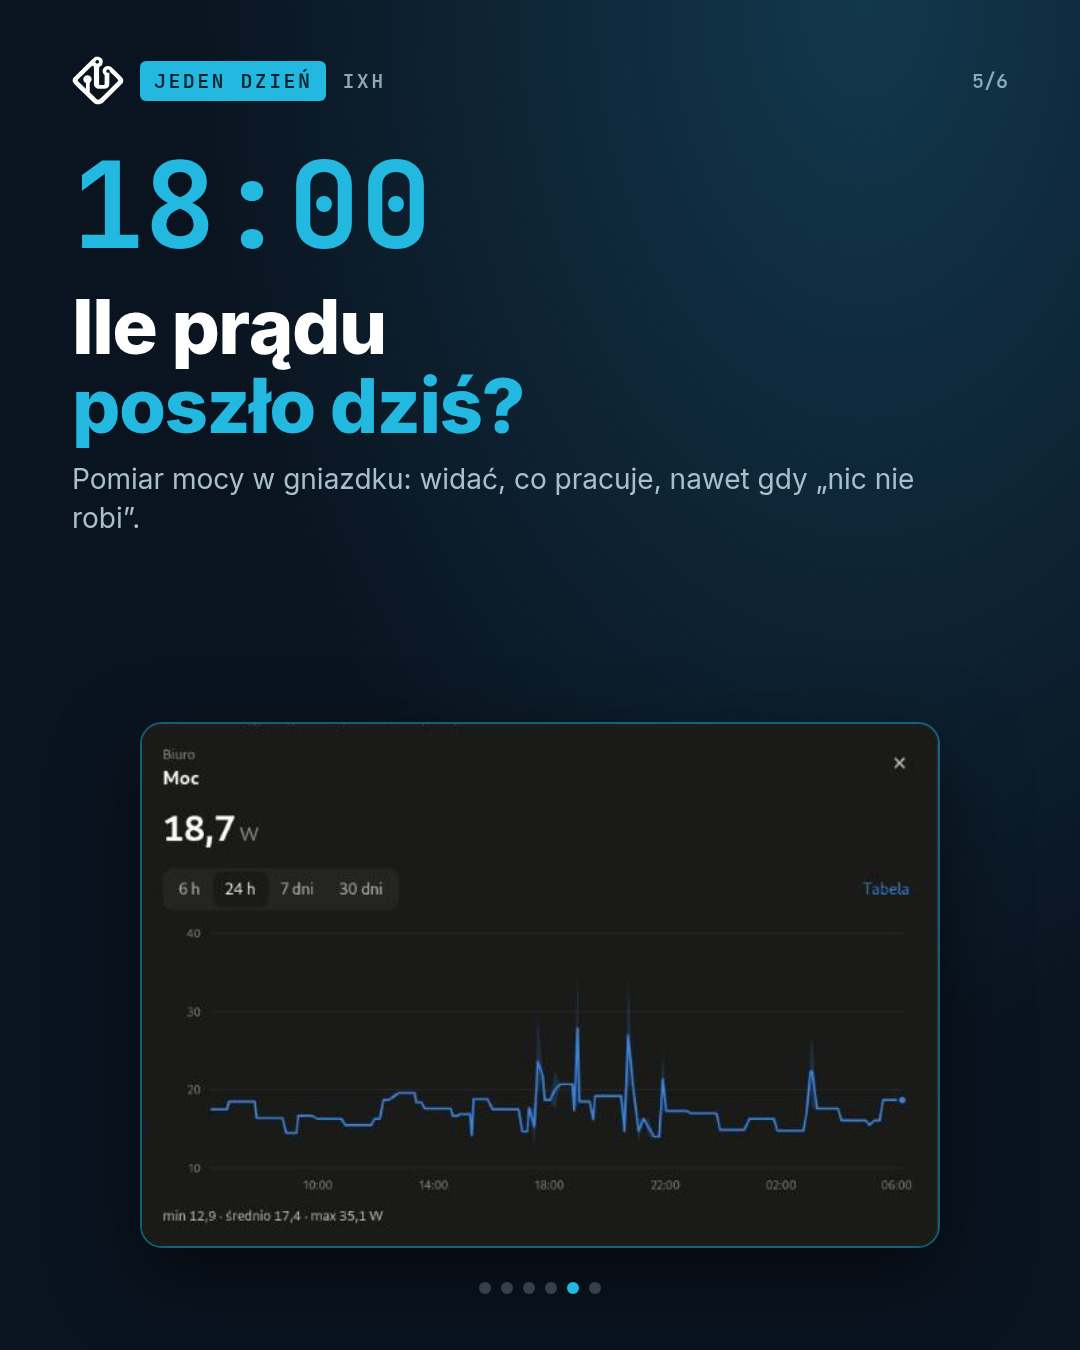 JEDEN DZIEŃ IXH 5/6
18:00
Ile prądu
poszło dziś?
Pomiar mocy w gniazdku: widać, co pracuje, nawet gdy „nic nie
robi”.
Biuro
Moc
18,7 W
6 h 24 h 7 dni 30 dni Tabela
40
30
20
10
10:00 14:00 18:00 22:00 02:00 06:00
min 12,9 · średnio 17,4 · max 35,1 W